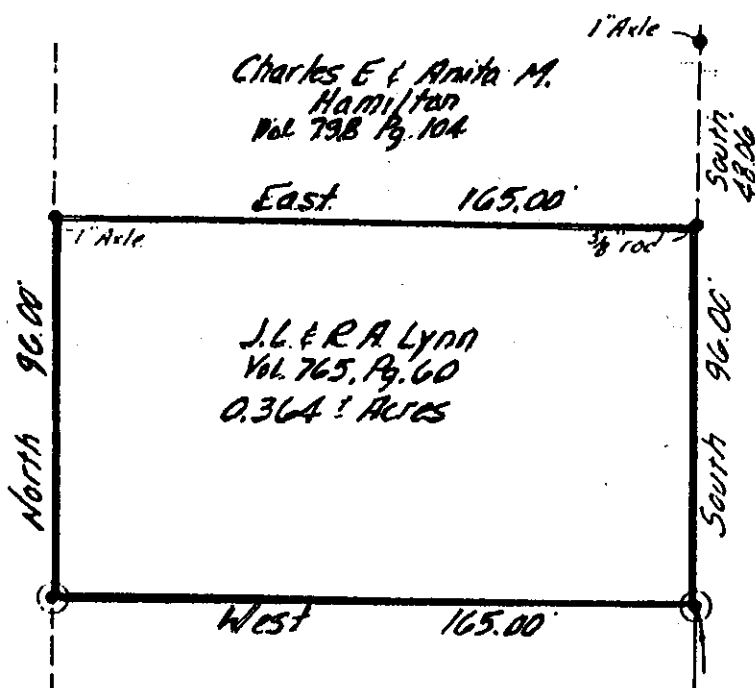 1" Axle
Charles E & Anita M.
Hamilton
Vol. 798 Pg. 104
South
48.06
East 165.00'
1" Axle
3/8" rod
North 96.00'
South 96.00'
J.L. & R.A. Lynn
Vol. 765, Pg. 60
0.364 ± Acres
West 165.00'